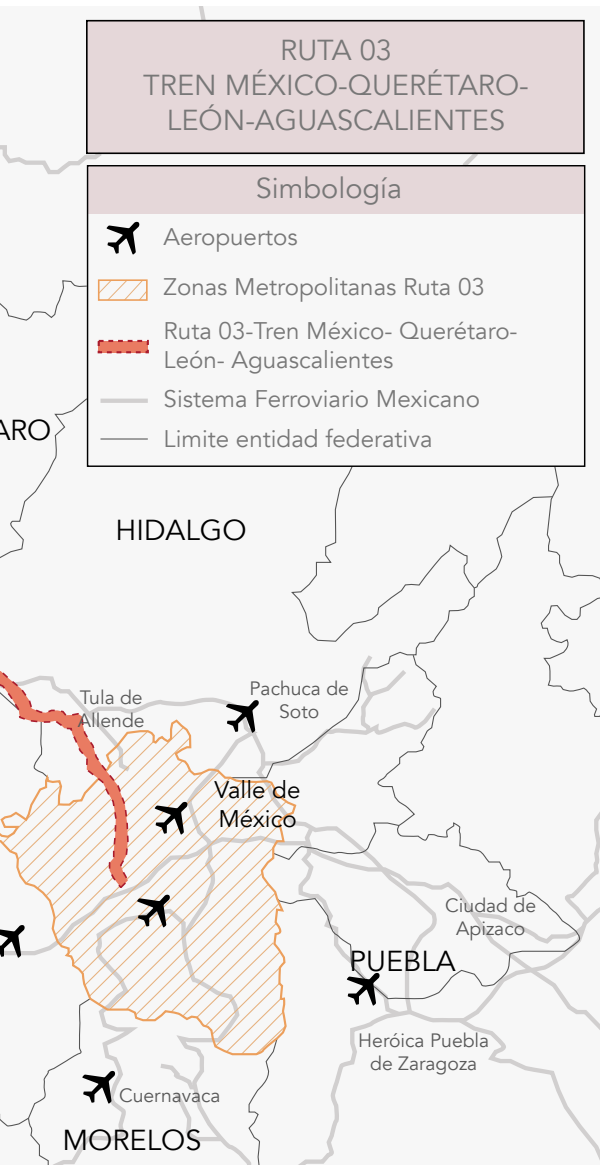 RUTA 03
TREN MÉXICO-QUERÉTARO-
LEÓN-AGUASCALIENTES
Simbología
Aeropuertos
Zonas Metropolitanas Ruta 03
Ruta 03-Tren México- Querétaro-
León- Aguascalientes
Sistema Ferroviario Mexicano
Limite entidad federativa
ARO
HIDALGO
Tula de
Allende
Pachuca de
Soto
Valle de
México
Ciudad de
Apizaco
PUEBLA
Heróica Puebla
de Zaragoza
Cuernavaca
MORELOS